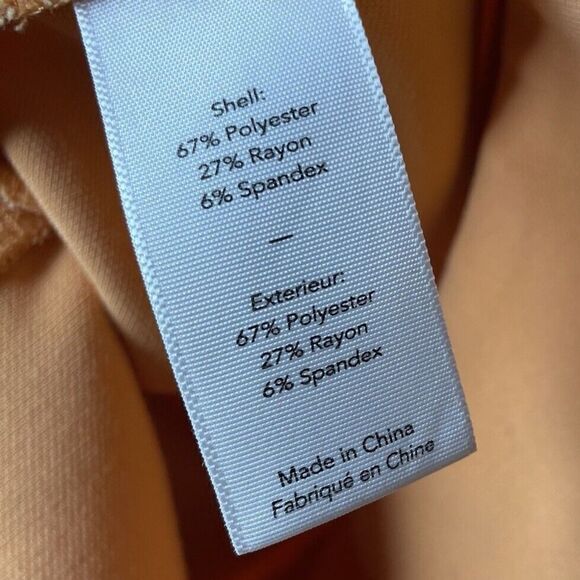 Shell:
67% Polyester
27% Rayon
6% Spandex
—
Exterieur:
67% Polyester
27% Rayon
6% Spandex
Made in China
Fabriqué en Chine